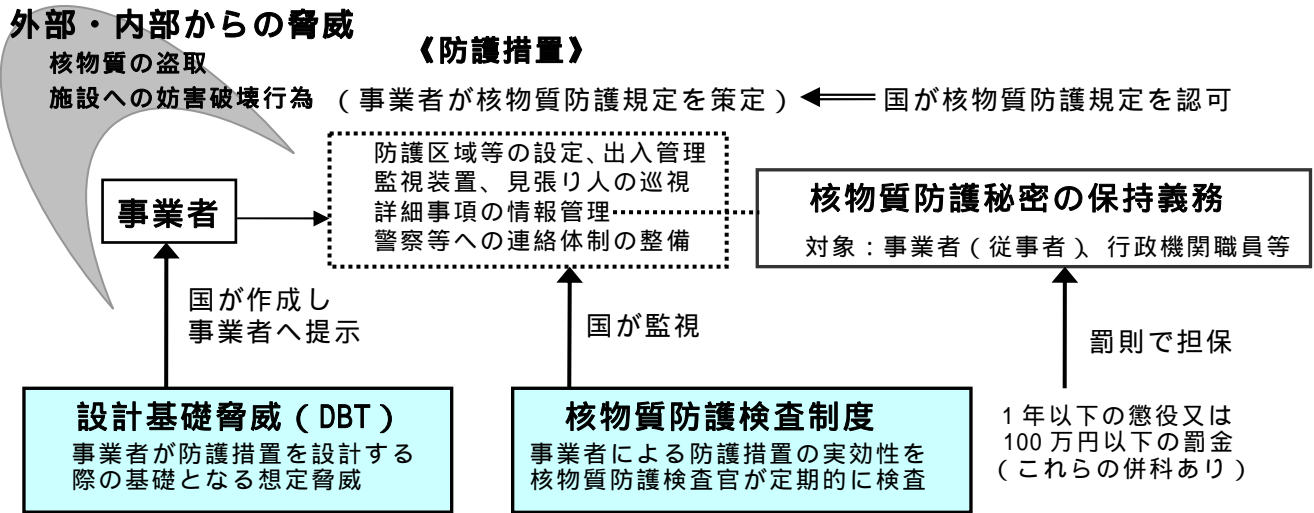 外部・内部からの脅威
核物質の盗取
施設への妨害破壊行為
《防護措置》
(事業者が核物質防護規定を策定)
国が核物質防護規定を認可
防護区域等の設定、出入管理
監視装置、見張り人の巡視
詳細事項の情報管理
警察等への連絡体制の整備
事業者
核物質防護秘密の保持義務
対象:事業者(従事者)、行政機関職員等
国が作成し
事業者へ提示
国が監視
罰則で担保
設計基礎脅威(DBT)
事業者が防護措置を設計する
際の基礎となる想定脅威
核物質防護検査制度
事業者による防護措置の実効性を
核物質防護検査官が定期的に検査
1年以下の懲役又は
100万円以下の罰金
(これらの併科あり)